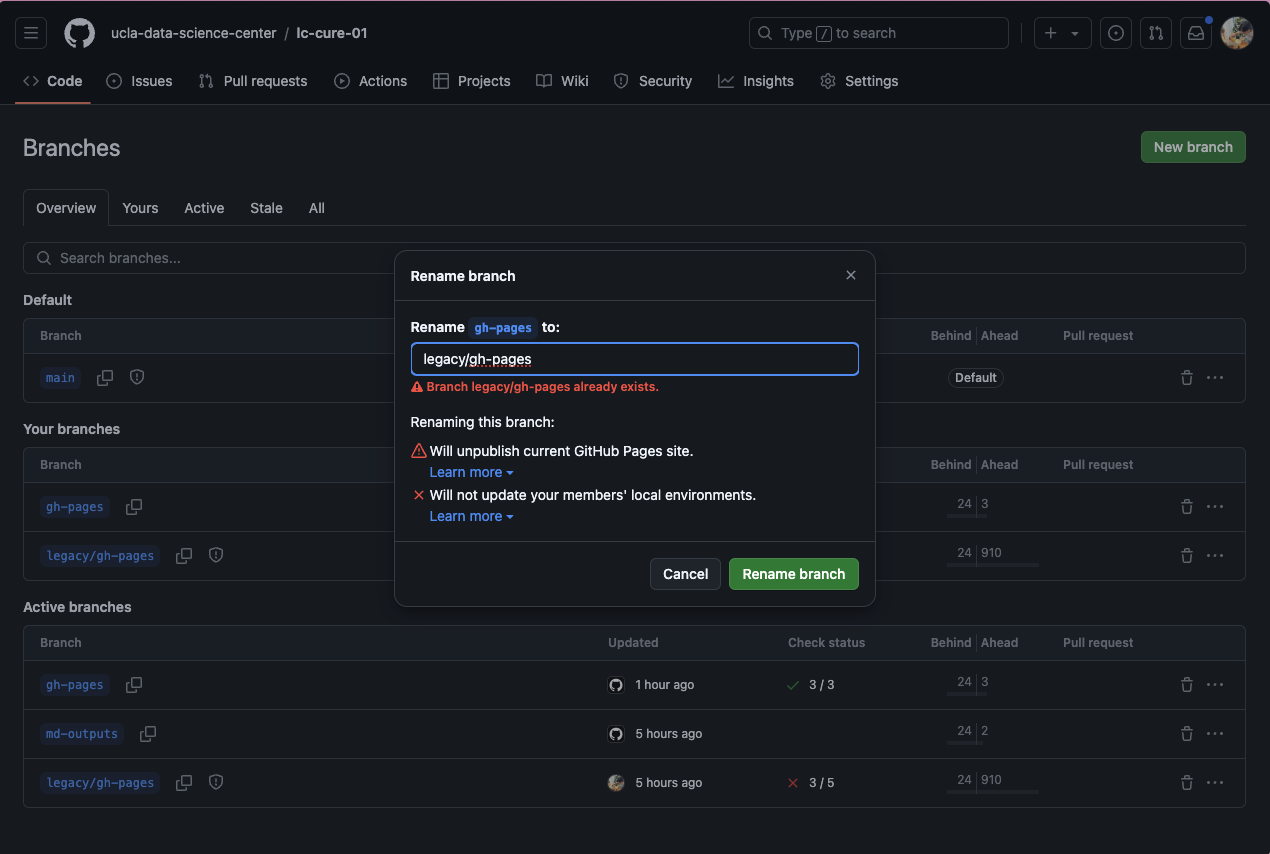 ucla-data-science-center / lc-cure-01
Type / to search
Code Issues Pull requests Actions Projects Wiki Security Insights Settings
Branches
New branch
Overview Yours Active Stale All
Search branches...
Default
Branch Behind Ahead Pull request
main Default
Your branches
Branch Behind Ahead Pull request
gh-pages 24 3
legacy/gh-pages 24 910
Rename branch
Rename gh-pages to:
legacy/gh-pages
Branch legacy/gh-pages already exists.
Renaming this branch:
Will unpublish current GitHub Pages site.
Learn more
Will not update your members' local environments.
Learn more
Cancel Rename branch
Active branches
Branch Updated Check status Behind Ahead Pull request
gh-pages 1 hour ago 3 / 3 24 3
md-outputs 5 hours ago 24 2
legacy/gh-pages 5 hours ago 3 / 5 24 910